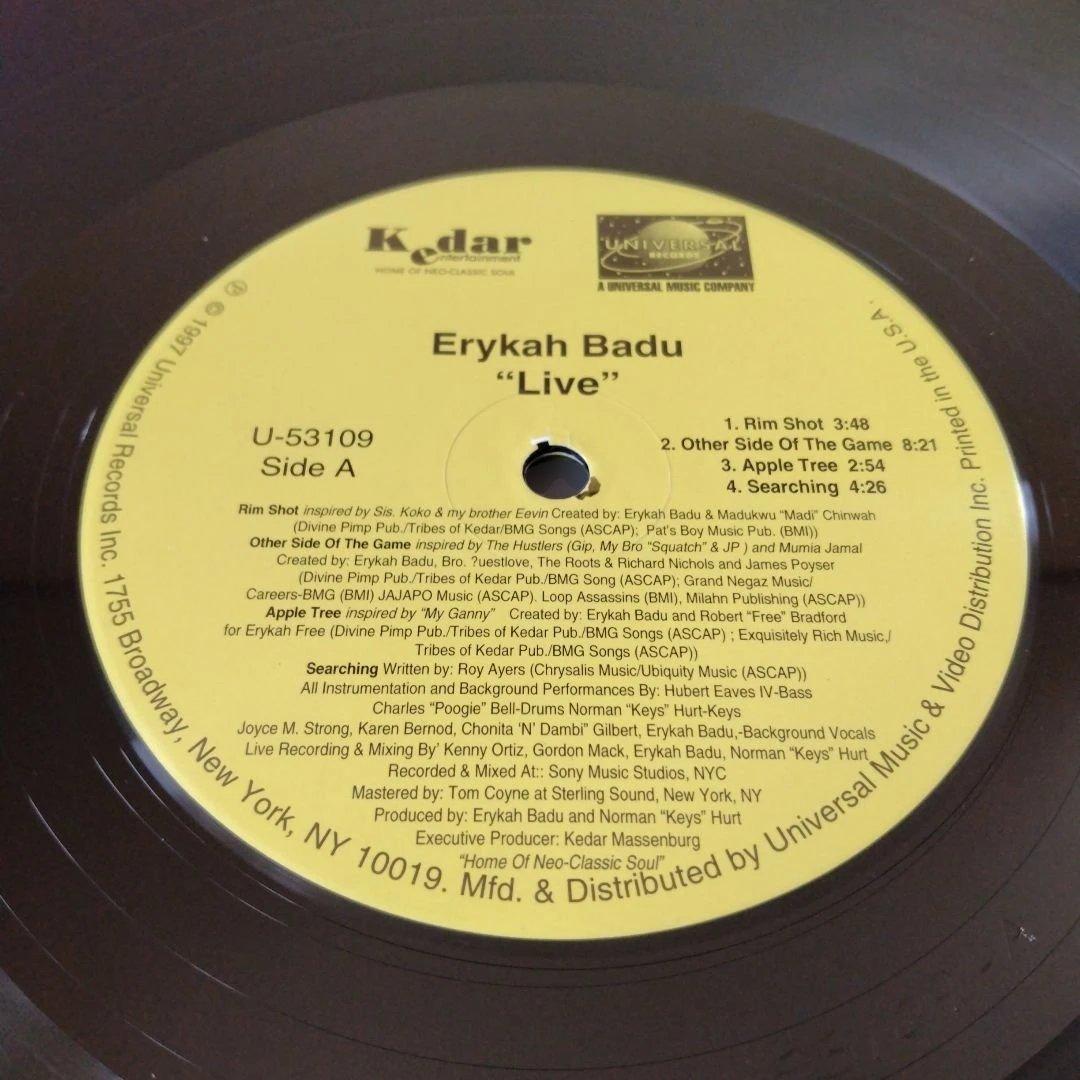 Kedar
entertainment
HOME OF NEO-CLASSIC SOUL
UNIVERSAL
RECORDS
A UNIVERSAL MUSIC COMPANY
Erykah Badu
“Live”
U-53109
Side A
1. Rim Shot 3:48
2. Other Side Of The Game 8:21
3. Apple Tree 2:54
4. Searching 4:26
Rim Shot inspired by Sis. Koko & my brother Eevin Created by: Erykah Badu & Madukwu “Madi” Chinwah
(Divine Pimp Pub./Tribes of Kedar/BMG Songs (ASCAP); Pat's Boy Music Pub. (BMI))
Other Side Of The Game inspired by The Hustlers (Gip, My Bro “Squatch” & JP ) and Mumia Jamal
Created by: Erykah Badu, Bro. ?uestlove, The Roots & Richard Nichols and James Poyser
(Divine Pimp Pub./Tribes of Kedar Pub./BMG Song (ASCAP); Grand Negaz Music/
Careers-BMG (BMI) JAJAPO Music (ASCAP). Loop Assassins (BMI), Milahn Publishing (ASCAP))
Apple Tree inspired by “My Ganny” Created by: Erykah Badu and Robert “Free” Bradford
for Erykah Free (Divine Pimp Pub./Tribes of Kedar Pub./BMG Songs (ASCAP) ; Exquisitely Rich Music,/
Tribes of Kedar Pub./BMG Songs (ASCAP))
Searching Written by: Roy Ayers (Chrysalis Music/Ubiquity Music (ASCAP))
All Instrumentation and Background Performances By: Hubert Eaves IV-Bass
Charles “Poogie” Bell-Drums Norman “Keys” Hurt-Keys
Joyce M. Strong, Karen Bernod, Chonita ‘N’ Dambi” Gilbert, Erykah Badu,-Background Vocals
Live Recording & Mixing By’ Kenny Ortiz, Gordon Mack, Erykah Badu, Norman “Keys” Hurt
Recorded & Mixed At:: Sony Music Studios, NYC
Mastered by: Tom Coyne at Sterling Sound, New York, NY
Produced by: Erykah Badu and Norman “Keys” Hurt
Executive Producer: Kedar Massenburg
“Home Of Neo-Classic Soul”
℗ © 1997 Universal Records Inc. 1755 Broadway, New York, NY 10019. Mfd. & Distributed by Universal Music & Video Distribution Inc. Printed in the U.S.A.